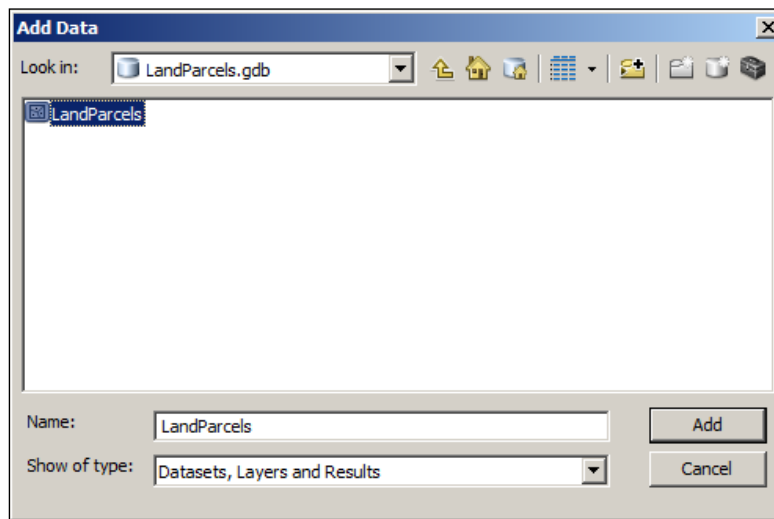 Add Data
Look in: LandParcels.gdb
LandParcels
Name: LandParcels Add
Show of type: Datasets, Layers and Results Cancel